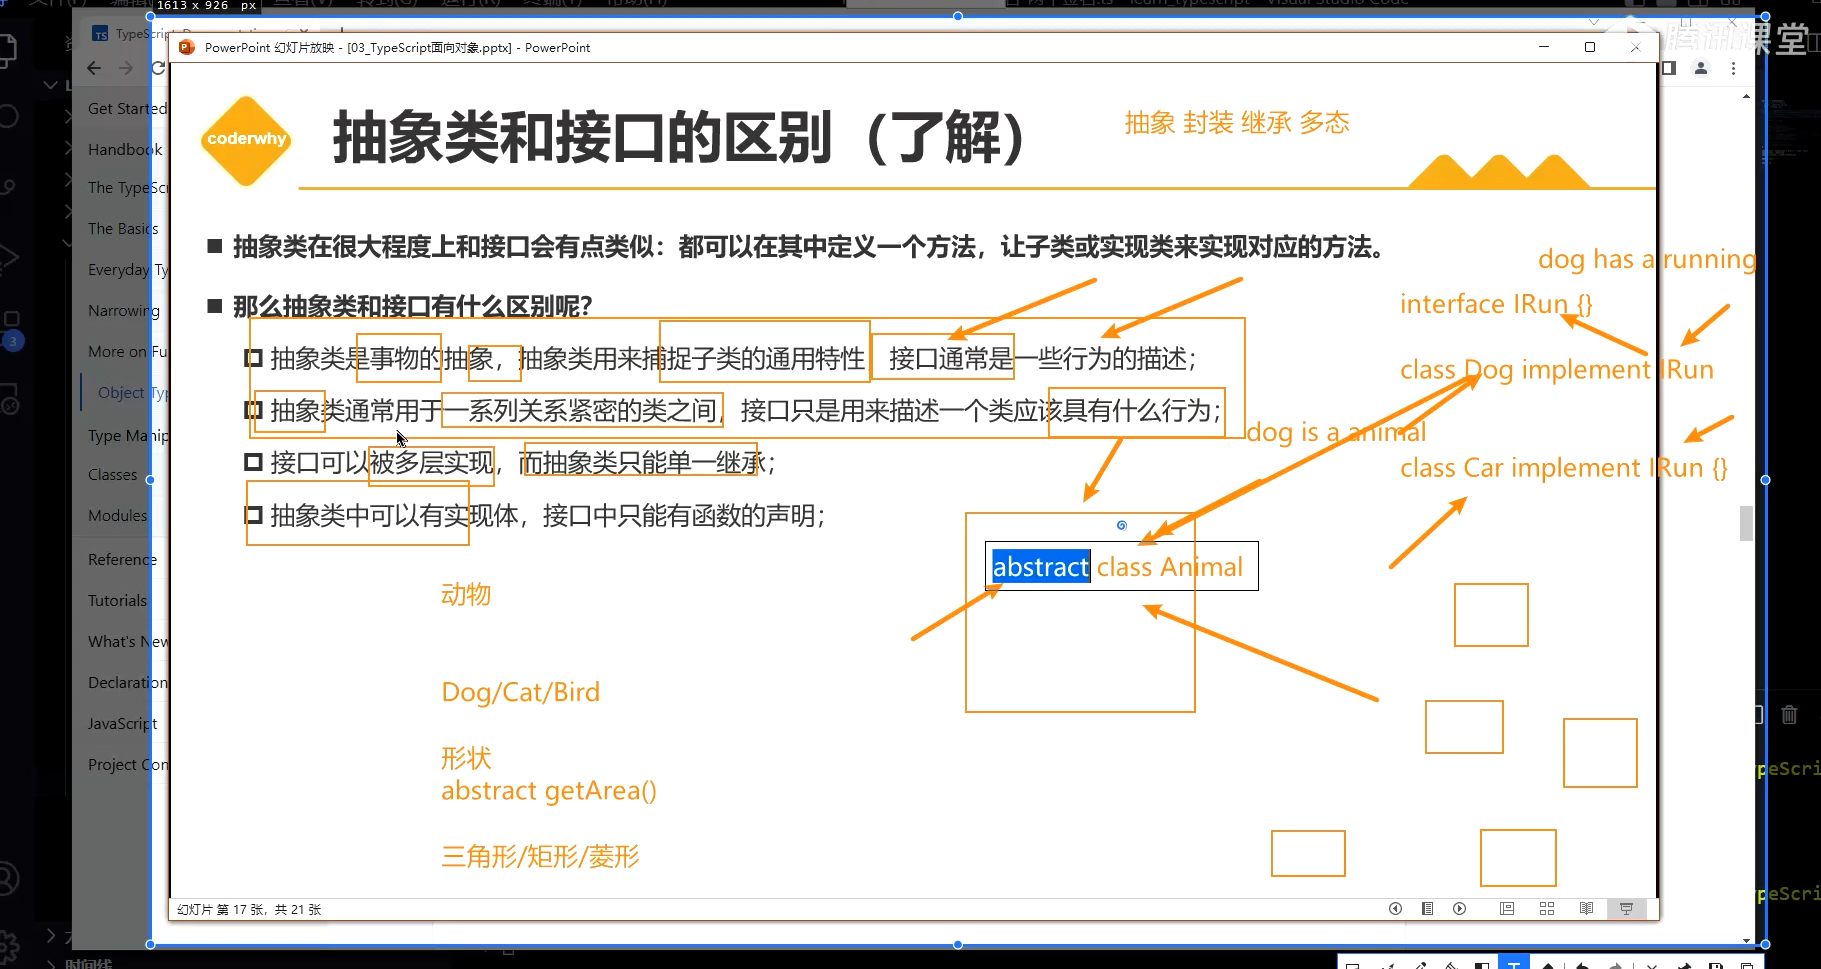 1613 x 926 px
腾讯课堂
TS TypeSc
PowerPoint 幻灯片放映 - [03_TypeScript面向对象.pptx] - PowerPoint
Get Started
Handbook
The TypeScr
The Basics
Everyday Ty
Narrowing
More on Fu
Object Typ
Type Manip
Classes
Modules
Reference
Tutorials
What's New
Declaration
JavaScript
Project Con
3
coderwhy
抽象类和接口的区别（了解）
抽象 封装 继承 多态
抽象类在很大程度上和接口会有点类似：都可以在其中定义一个方法，让子类或实现类来实现对应的方法。
那么抽象类和接口有什么区别呢？
抽象类是事物的抽象，抽象类用来捕捉子类的通用特性 接口通常是一些行为的描述；
抽象类通常用于一系列关系紧密的类之间，接口只是用来描述一个类应该具有什么行为；
接口可以被多层实现，而抽象类只能单一继承；
抽象类中可以有实现体，接口中只能有函数的声明；
dog has a running
interface IRun {}
class Dog implement IRun
dog is a animal
class Car implement IRun {}
abstract class Animal
动物
Dog/Cat/Bird
形状
abstract getArea()
三角形/矩形/菱形
幻灯片 第 17 张，共 21 张
ypeScri
ypeScri
时间线